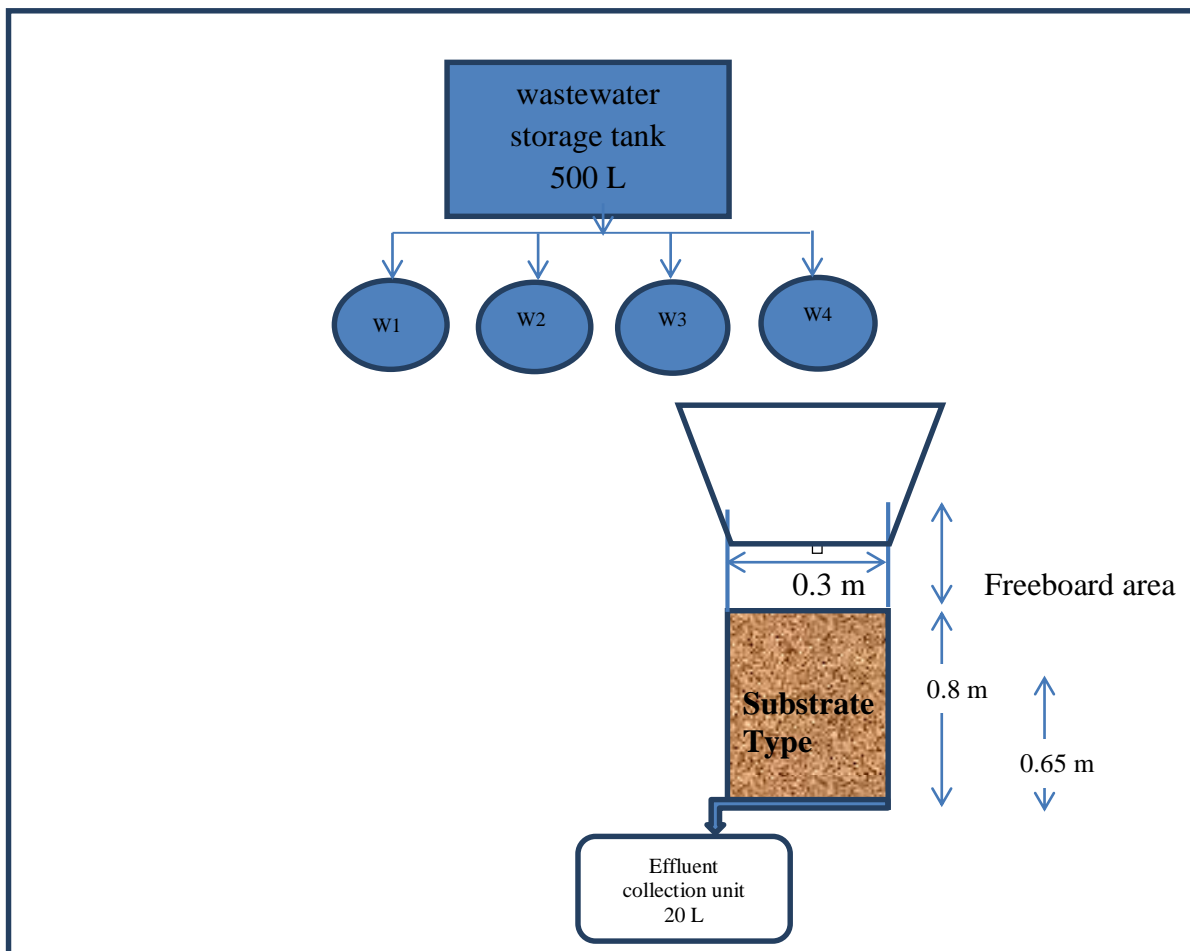 wastewater
storage tank
500 L
W1
W2
W3
W4
0.3 m
Freeboard area
0.8 m
Substrate
Type
0.65 m
Effluent
collection unit
20 L